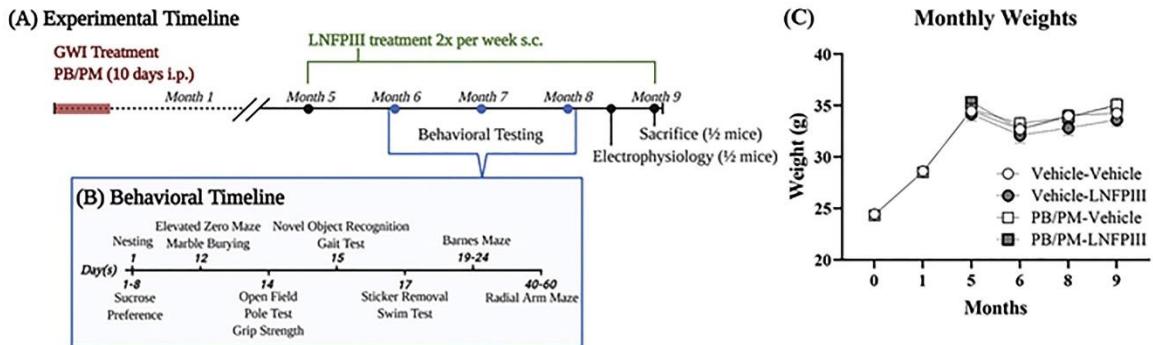 (A) Experimental Timeline
GWI Treatment
PB/PM (10 days i.p.)
LNFPIII treatment 2x per week s.c.
Month 1
Month 5
Month 6
Month 7
Month 8
Month 9
Behavioral Testing
Sacrifice (½ mice)
Electrophysiology (½ mice)
(B) Behavioral Timeline
Elevated Zero Maze
Novel Object Recognition
Nesting
Marble Burying
Gait Test
Barnes Maze
1
12
15
19-24
Day(s)
1-8
14
17
40-60
Sucrose
Preference
Open Field
Pole Test
Grip Strength
Sticker Removal
Swim Test
Radial Arm Maze
(C)
Monthly Weights
40
35
30
25
20
Weight (g)
Vehicle-Vehicle
Vehicle-LNFPIII
PB/PM-Vehicle
PB/PM-LNFPIII
0
1
5
6
8
9
Months